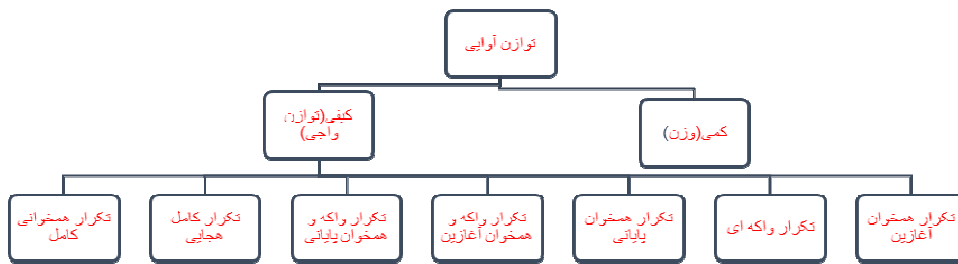 توازن آوایی
کمی(وزن)
کیفی(توازن
واجی)
تکرار همخوان
آغازین
تکرار واکه ای
تکرار همخوان
پایانی
تکرار واکه و
همخوان آغازین
تکرار واکه و
همخوان پایانی
تکرار کامل
هجایی
تکرار همخوانی
کامل